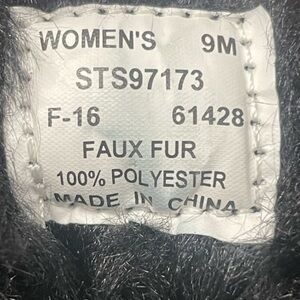 WOMEN'S 9M
STS97173
F-16 61428
FAUX FUR
100% POLYESTER
MADE IN CHINA